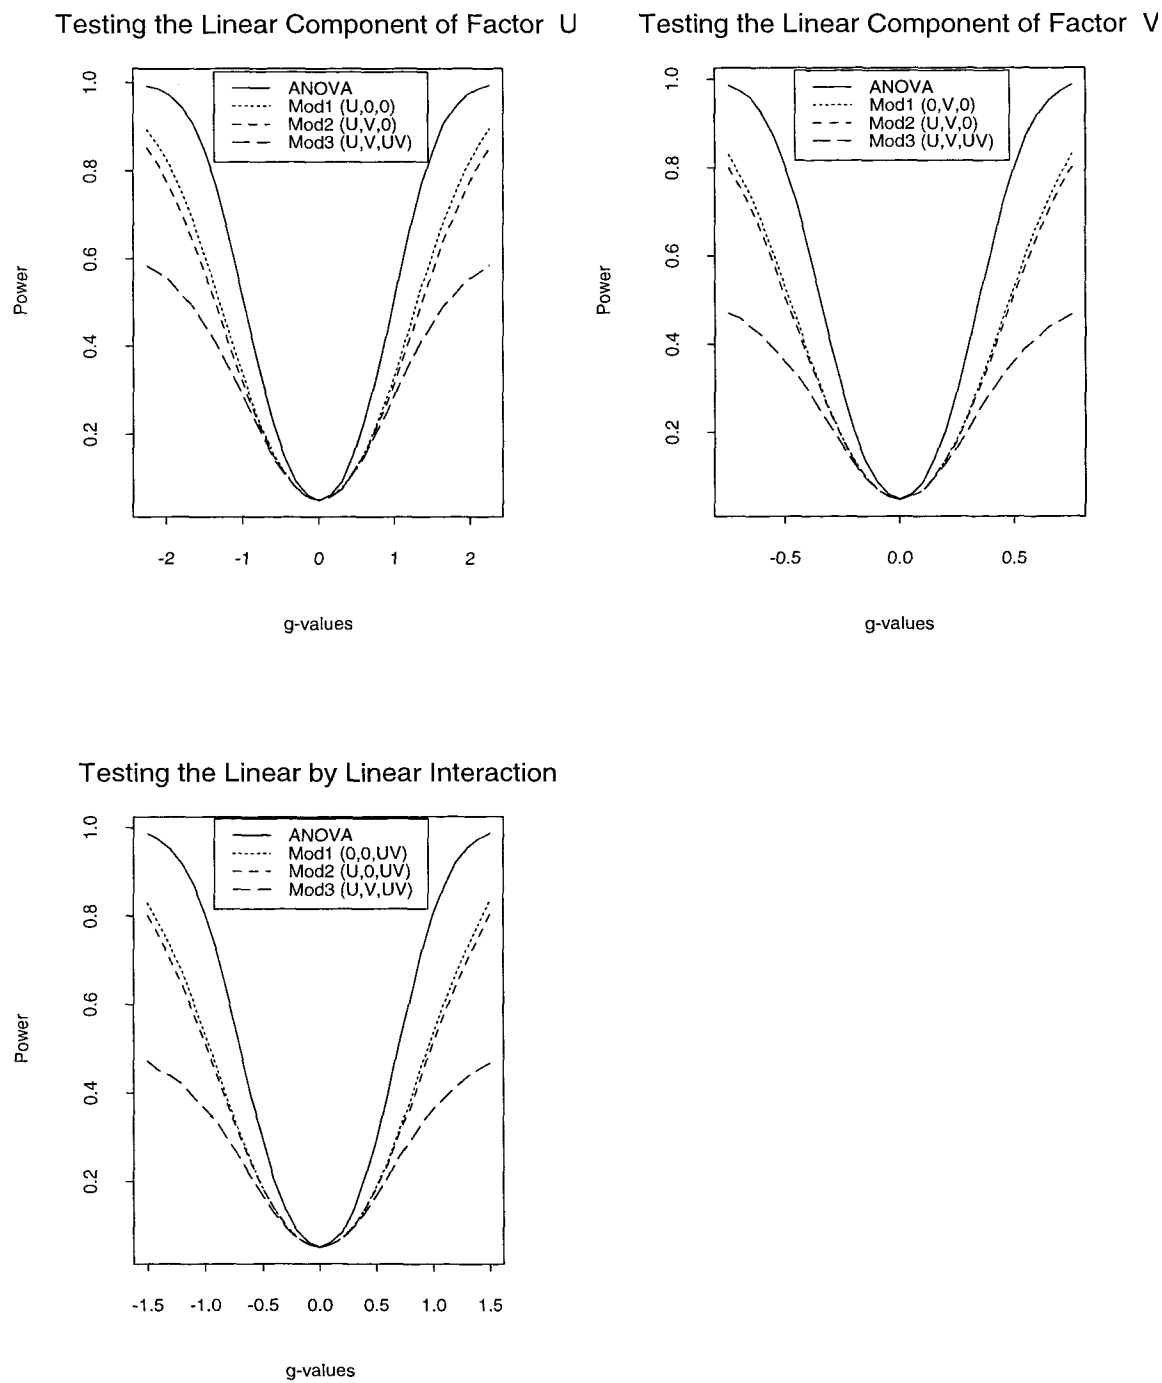 Testing the Linear Component of Factor U
ANOVA
Mod1 (U,0,0)
Mod2 (U,V,0)
Mod3 (U,V,UV)
Power
1.0
0.8
0.6
0.4
0.2
-2 -1 0 1 2
g-values
Testing the Linear Component of Factor V
ANOVA
Mod1 (0,V,0)
Mod2 (U,V,0)
Mod3 (U,V,UV)
Power
1.0
0.8
0.6
0.4
0.2
-0.5 0.0 0.5
g-values
Testing the Linear by Linear Interaction
ANOVA
Mod1 (0,0,UV)
Mod2 (U,0,UV)
Mod3 (U,V,UV)
Power
1.0
0.8
0.6
0.4
0.2
-1.5 -1.0 -0.5 0.0 0.5 1.0 1.5
g-values